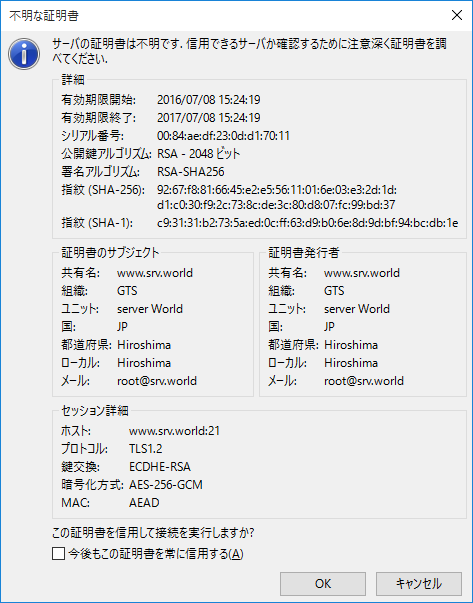 不明な証明書
サーバの証明書は不明です. 信用できるサーバか確認するために注意深く証明書を調
べてください.
詳細
有効期限開始: 2016/07/08 15:24:19
有効期限終了: 2017/07/08 15:24:19
シリアル番号: 00:84:ae:df:23:0d:d1:70:11
公開鍵アルゴリズム: RSA - 2048 ビット
署名アルゴリズム: RSA-SHA256
指紋 (SHA-256): 92:67:f8:81:66:45:e2:e5:56:11:01:6e:03:e3:2d:1d:
d1:c0:30:f9:2c:73:8c:de:3c:80:d8:07:fc:99:bd:37
指紋 (SHA-1): c9:31:31:b2:73:5a:ed:0c:ff:63:d9:b0:6e:8d:9d:bf:94:bc:db:1e
証明書のサブジェクト
共有名: www.srv.world
組織: GTS
ユニット: server World
国: JP
都道府県: Hiroshima
ローカル: Hiroshima
メール: root@srv.world
証明書発行者
共有名: www.srv.world
組織: GTS
ユニット: server World
国: JP
都道府県: Hiroshima
ローカル: Hiroshima
メール: root@srv.world
セッション詳細
ホスト: www.srv.world:21
プロトコル: TLS1.2
鍵交換: ECDHE-RSA
暗号化方式: AES-256-GCM
MAC: AEAD
この証明書を信用して接続を実行しますか?
今後もこの証明書を常に信用する(A)
OK
キャンセル